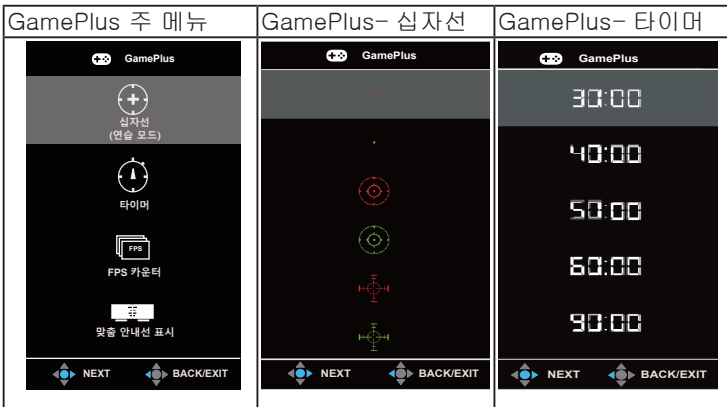 GamePlus 주 메뉴
GamePlus
십자선
(연습 모드)
타이머
FPS
FPS 카운터
맞춤 안내선 표시
NEXT BACK/EXIT
GamePlus– 십자선
GamePlus
NEXT BACK/EXIT
GamePlus– 타이머
GamePlus
30:00
40:00
50:00
60:00
90:00
NEXT BACK/EXIT